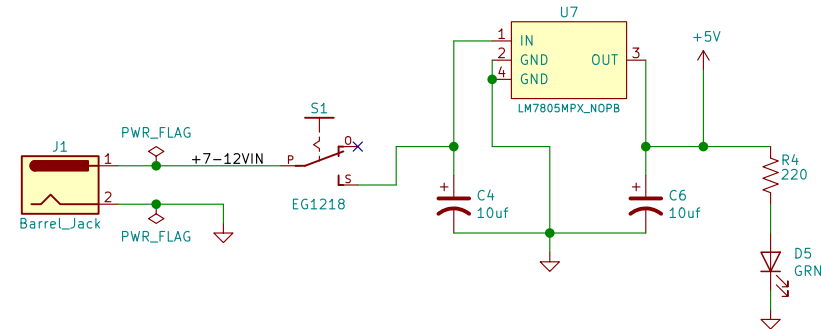 U7
1 IN
2 GND
4 GND
OUT 3
LM7805MPX_NOPB
+5V
S1
PWR_FLAG
J1
1
+7-12VIN
P
O
S
EG1218
2
Barrel_Jack
PWR_FLAG
+
C4
10uf
+
C6
10uf
R4
220
D5
GRN